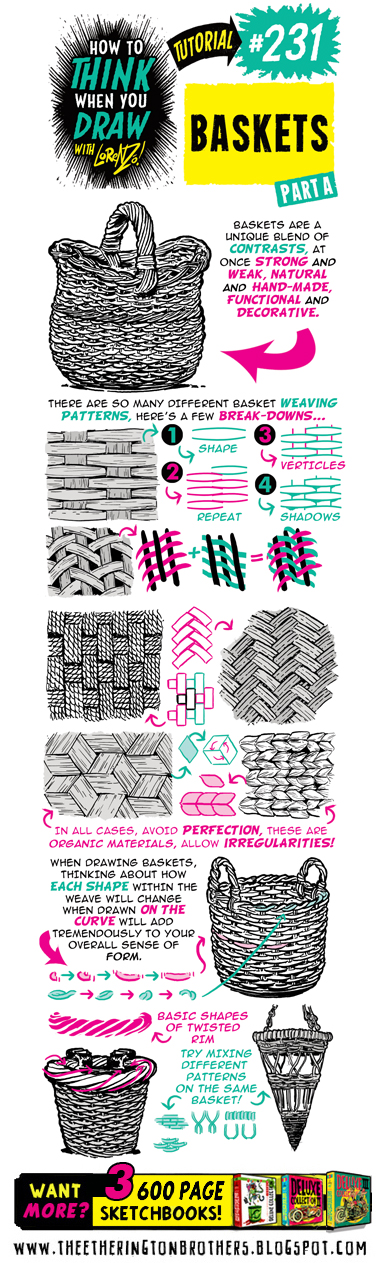 HOW TO
THINK
WHEN YOU
DRAW
WITH LORENZO!
TUTORIAL
#231
BASKETS
PART A
BASKETS ARE A
UNIQUE BLEND OF
CONTRASTS, AT
ONCE STRONG AND
WEAK, NATURAL
AND HAND-MADE,
FUNCTIONAL AND
DECORATIVE.
THERE ARE SO MANY DIFFERENT BASKET WEAVING
PATTERNS, HERE'S A FEW BREAK-DOWNS...
1
SHAPE
2
REPEAT
3
VERTICLES
4
SHADOWS
+
=
IN ALL CASES, AVOID PERFECTION, THESE ARE
ORGANIC MATERIALS, ALLOW IRREGULARITIES!
WHEN DRAWING BASKETS,
THINKING ABOUT HOW
EACH SHAPE WITHIN THE
WEAVE WILL CHANGE
WHEN DRAWN ON THE
CURVE WILL ADD
TREMENDOUSLY TO YOUR
OVERALL SENSE OF
FORM.
BASIC SHAPES
OF TWISTED
RIM
TRY MIXING
DIFFERENT
PATTERNS
ON THE SAME
BASKET!
WANT
MORE?
3 600 PAGE
SKETCHBOOKS!
DELUXE
COLLECTION
WWW.THEETHERINGTONBROTHERS.BLOGSPOT.COM